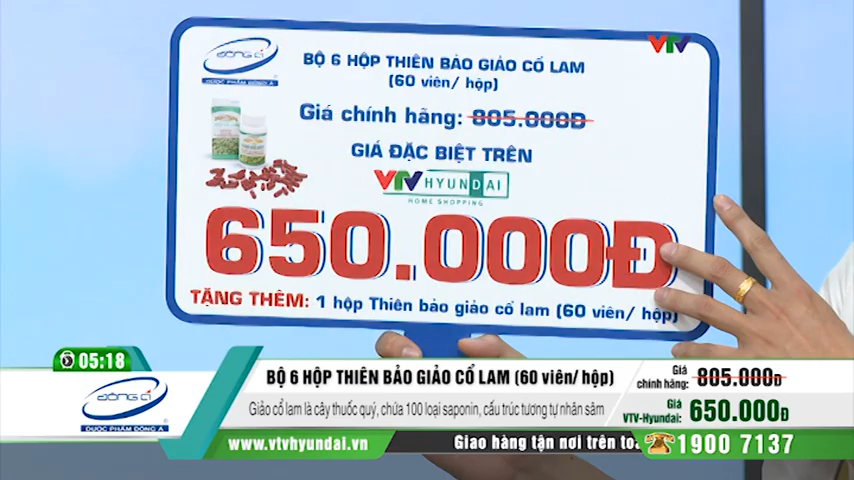 VTV
ĐÔNG Á
DƯỢC PHẨM ĐÔNG Á
BỘ 6 HỘP THIÊN BẢO GIẢO CỔ LAM
(60 viên/ hộp)
Giá chính hãng: 805.000Đ
GIÁ ĐẶC BIỆT TRÊN
VTV HYUNDAI
HOME SHOPPING
650.000Đ
TẶNG THÊM: 1 hộp Thiên bảo giảo cổ lam (60 viên/ hộp)
05:18
ĐÔNG Á
DƯỢC PHẨM ĐÔNG Á
BỘ 6 HỘP THIÊN BẢO GIẢO CỔ LAM (60 viên/ hộp)
Giảo cổ lam là cây thuốc quý, chứa 100 loại saponin, cấu trúc tương tự nhân sâm
Giá chính hãng: 805.000Đ
Giá VTV-Hyundai: 650.000Đ
www.vtvhyundai.vn
Giao hàng tận nơi trên
1900 7137